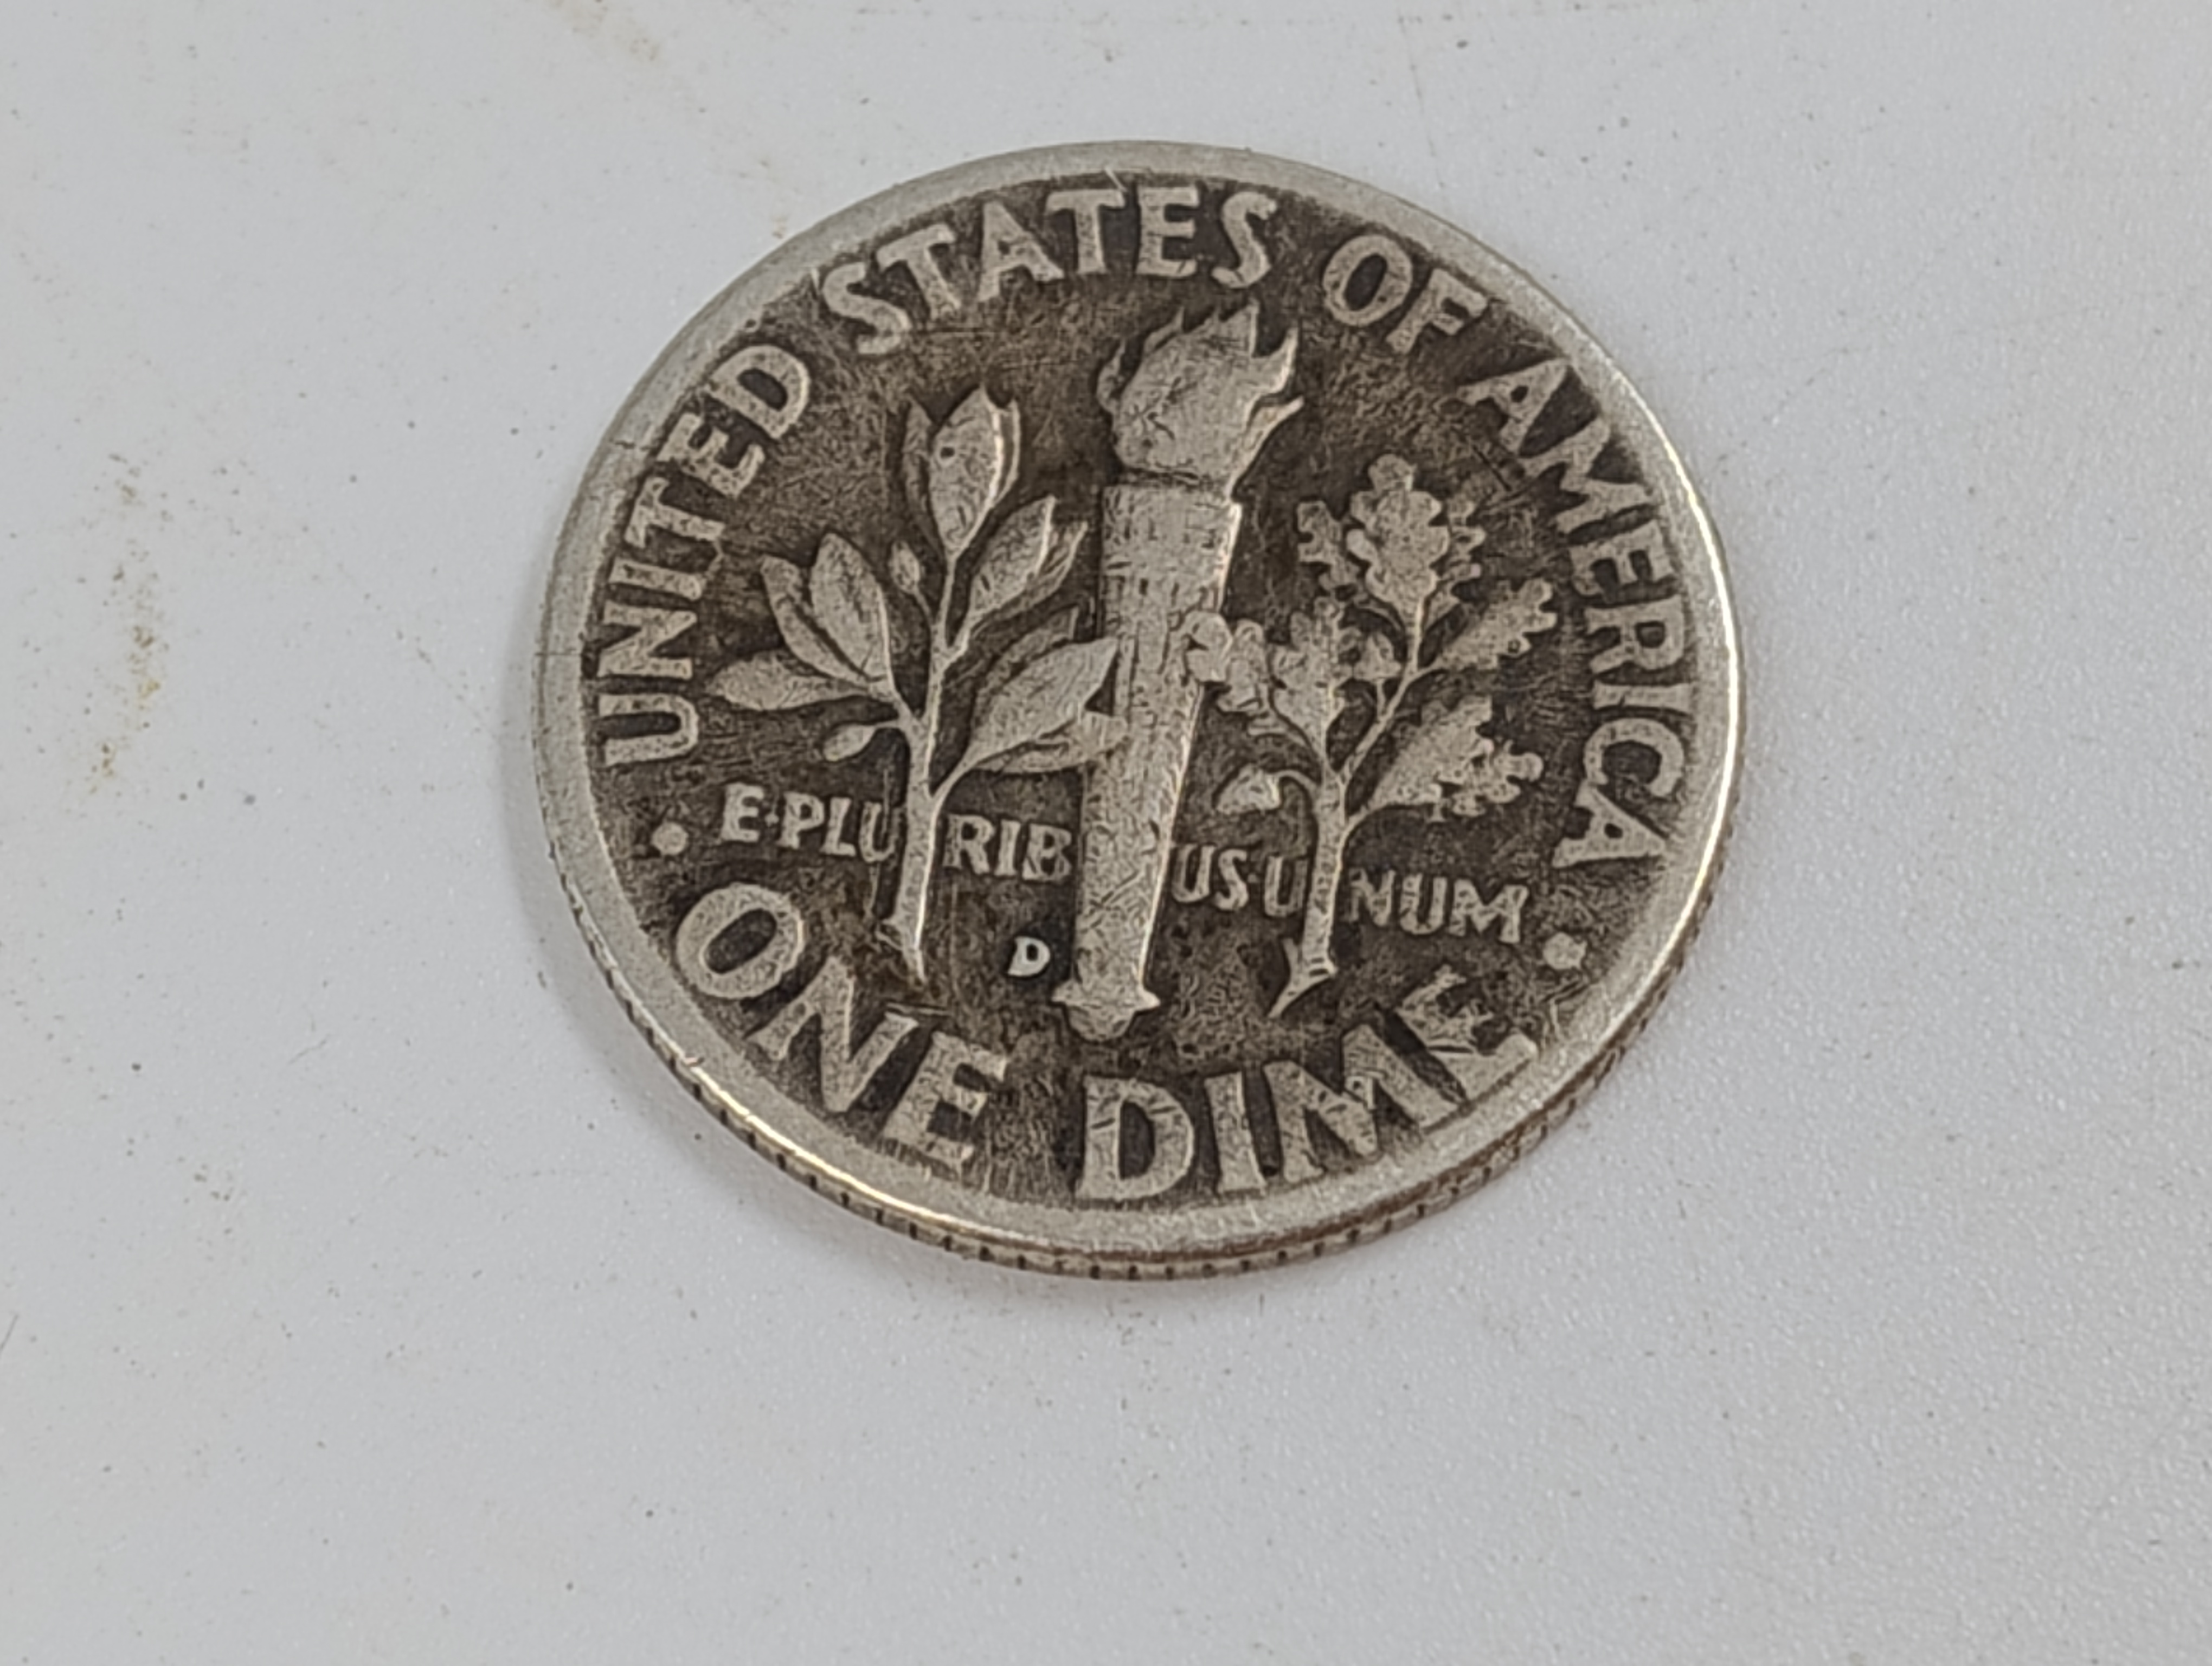 UNITED STATES OF AMERICA
E·PLURIBUS·UNUM
D
ONE DIME